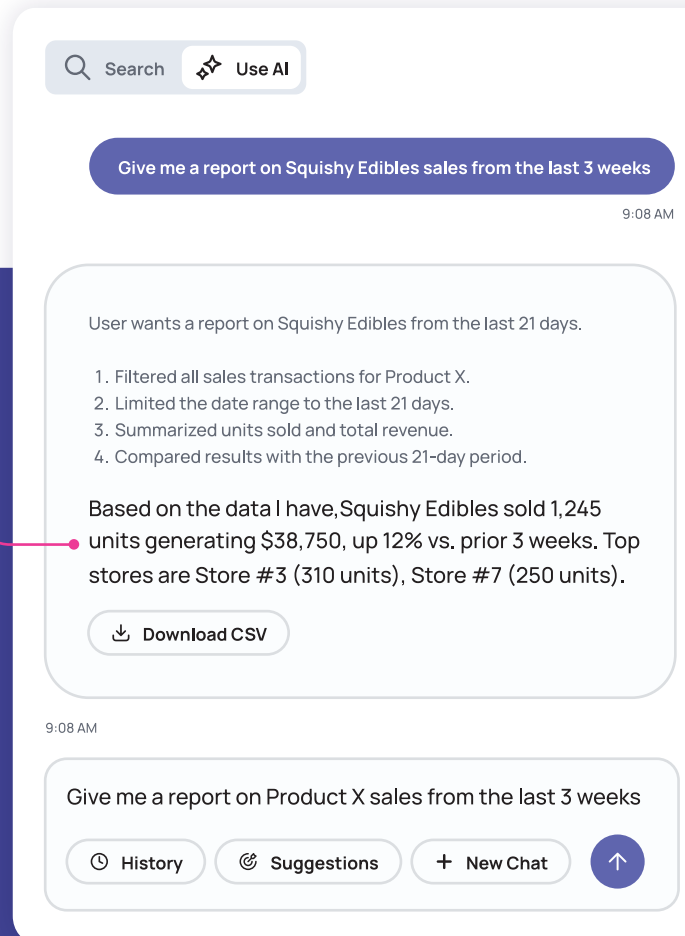 Search Use AI
Give me a report on Squishy Edibles sales from the last 3 weeks
9:08 AM
User wants a report on Squishy Edibles from the last 21 days.
1. Filtered all sales transactions for Product X.
2. Limited the date range to the last 21 days.
3. Summarized units sold and total revenue.
4. Compared results with the previous 21-day period.
Based on the data I have,Squishy Edibles sold 1,245
units generating $38,750, up 12% vs. prior 3 weeks. Top
stores are Store #3 (310 units), Store #7 (250 units).
Download CSV
9:08 AM
Give me a report on Product X sales from the last 3 weeks
History Suggestions + New Chat